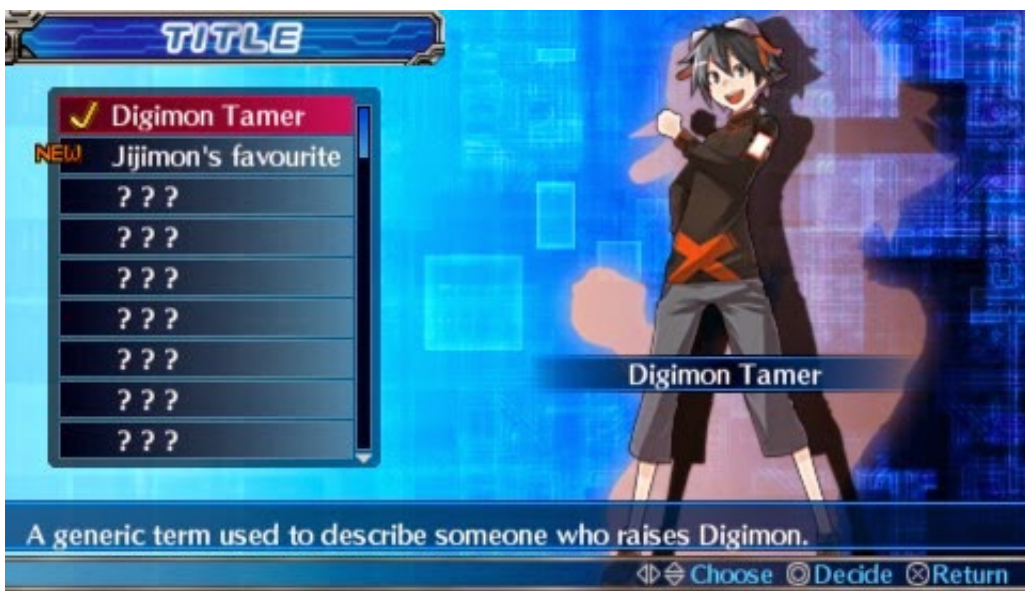 TITLE
Digimon Tamer
NEW Jijimon's favourite
? ? ?
? ? ?
? ? ?
? ? ?
? ? ?
? ? ?
? ? ?
Digimon Tamer
A generic term used to describe someone who raises Digimon.
Choose Decide Return